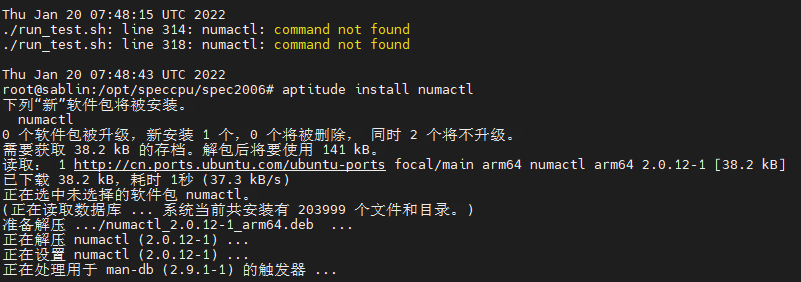 Thu Jan 20 07:48:15 UTC 2022
./run_test.sh: line 314: numactl: command not found
./run_test.sh: line 318: numactl: command not found

Thu Jan 20 07:48:43 UTC 2022
root@sablin:/opt/speccpu/spec2006# aptitude install numactl
下列“新”软件包将被安装。
  numactl
0 个软件包被升级，新安装 1 个，0 个将被删除， 同时 2 个将不升级。
需要获取 38.2 kB 的存档。解包后将要使用 141 kB。
读取： 1 http://cn.ports.ubuntu.com/ubuntu-ports focal/main arm64 numactl arm64 2.0.12-1 [38.2 kB]
已下载 38.2 kB，耗时 1秒 (37.3 kB/s)
正在选中未选择的软件包 numactl。
(正在读取数据库 ... 系统当前共安装有 203999 个文件和目录。)
准备解压 .../numactl_2.0.12-1_arm64.deb  ...
正在解压 numactl (2.0.12-1) ...
正在设置 numactl (2.0.12-1) ...
正在处理用于 man-db (2.9.1-1) 的触发器 ...